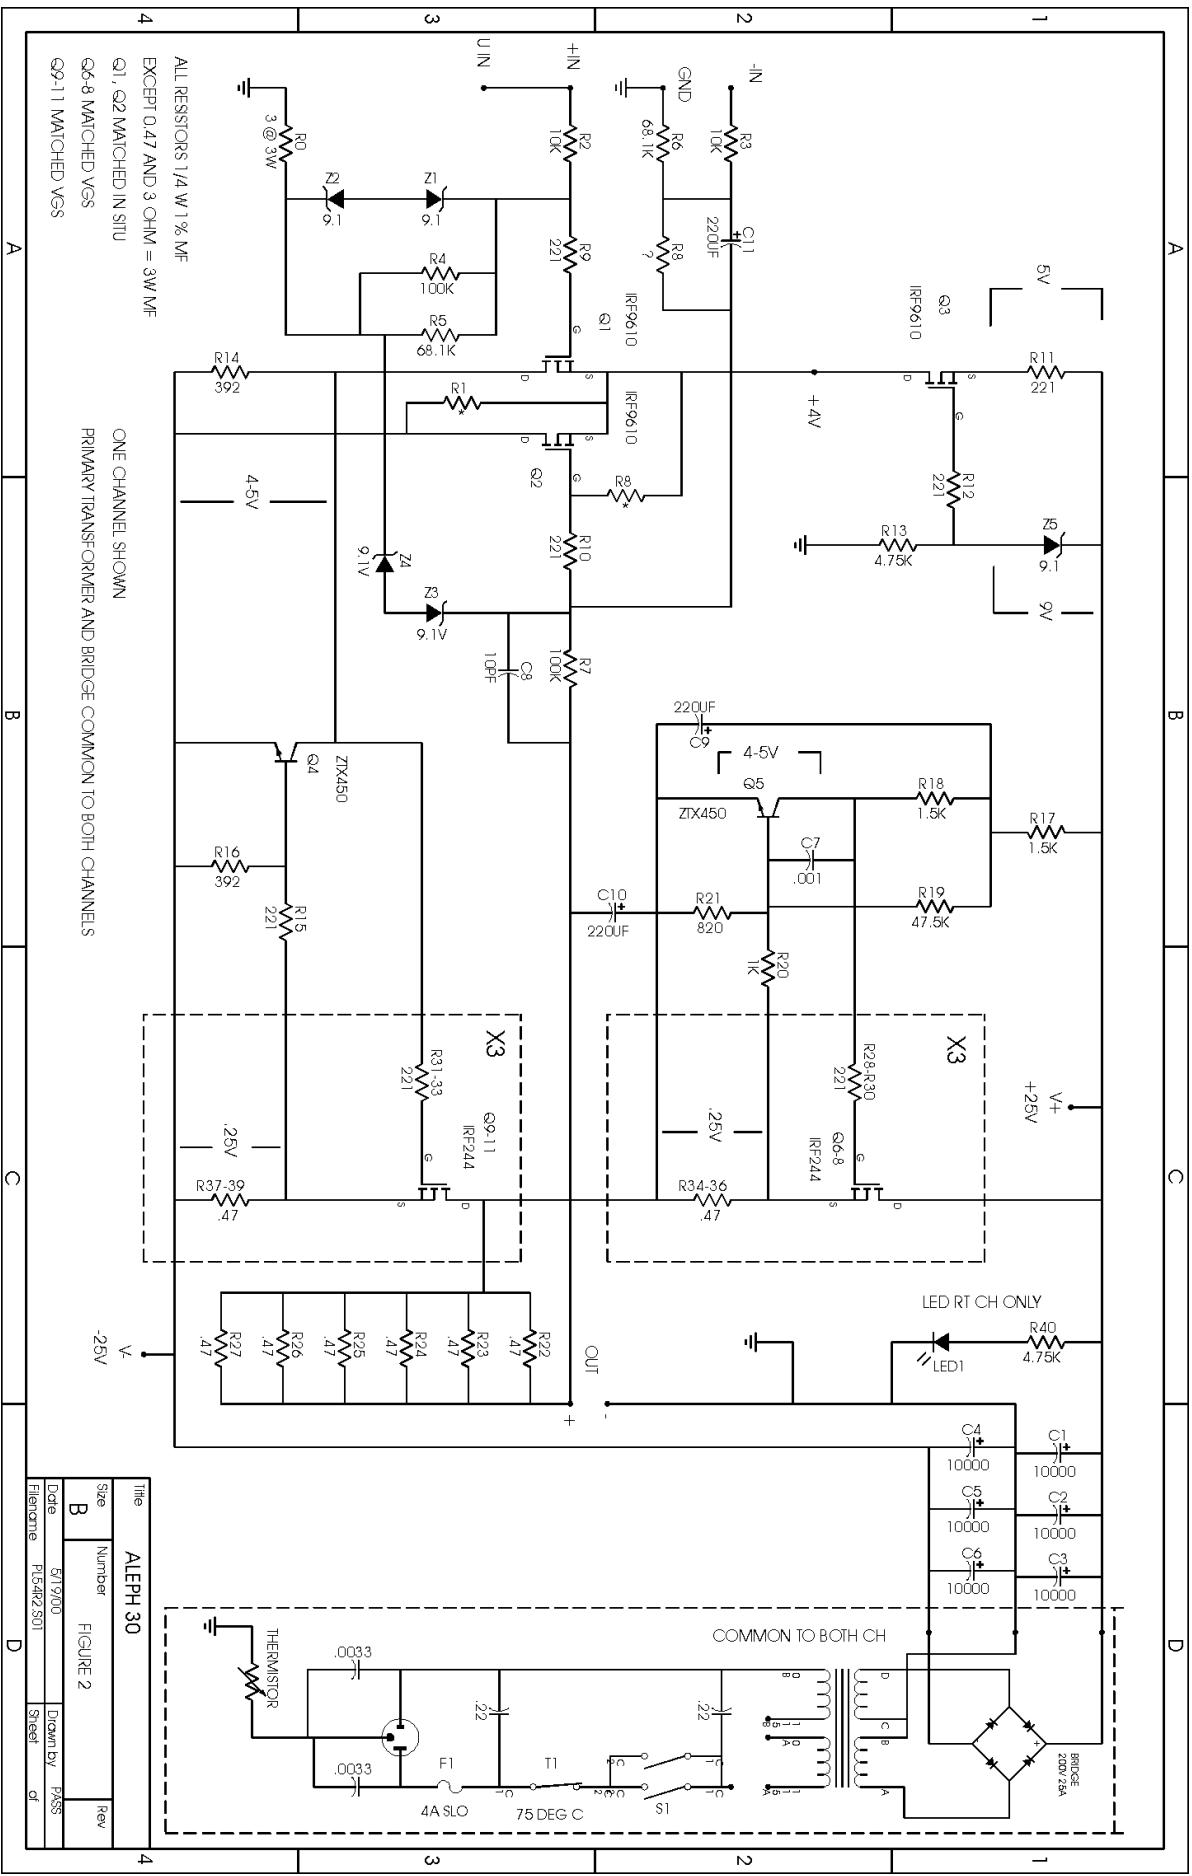 4
3
2
1
A
B
C
D
A
B
C
D
4
3
2
1
ALL RESISTORS 1/4 W 1% MF
EXCEPT 0.47 AND 3 OHM = 3W MF
Q1, Q2 MATCHED IN SITU
Q6-8 MATCHED VGS
Q9-11 MATCHED VGS
ONE CHANNEL SHOWN
PRIMARY TRANSFORMER AND BRIDGE COMMON TO BOTH CHANNELS
-IN
GND
+IN
U IN
R3
10K
R6
68.1K
R2
10K
R0
3 @ 3W
C11
220UF
R8
?
R9
221
Z1
9.1
Z2
9.1
R4
100K
R5
68.1K
5V
Q3
IRF9610
R11
221
S
D
G
R12
221
R13
4.75K
Z5
9.1
9V
+4V
Q1
IRF9610
G
D
S
IRF9610
Q2
G
D
S
R1
*
R8
*
R14
392
4-5V
R10
221
Z4
9.1V
Z3
9.1V
C8
10PF
R7
100K
220UF
C9
4-5V
Q5
ZTX450
C7
.001
R18
1.5K
R17
1.5K
R19
47.5K
R21
820
R20
1K
C10
220UF
Q4
ZTX450
R16
392
R15
221
X3
R28-R30
221
Q6-8
IRF244
G
S
D
.25V
R34-36
.47
V+
+25V
X3
R31-33
221
Q9-11
IRF244
G
S
D
.25V
R37-39
.47
R22
.47
R23
.47
R24
.47
R25
.47
R26
.47
R27
.47
OUT
+
-
V-
-25V
LED RT CH ONLY
R40
4.75K
LED1
C1
10000
C2
10000
C3
10000
C4
10000
C5
10000
C6
10000
COMMON TO BOTH CH
BRIDGE
200V 25A
+
-
D
C
B
A
0
B
115
B
0
A
115
A
.22
.22
.0033
.0033
THERMISTOR
F1
4A SLO
T1
75 DEG C
S1
Title
ALEPH 30
Size
B
Number
FIGURE 2
Rev
Date
5/19/00
Drawn by
PASS
Filename
PL54R2.S01
Sheet
of